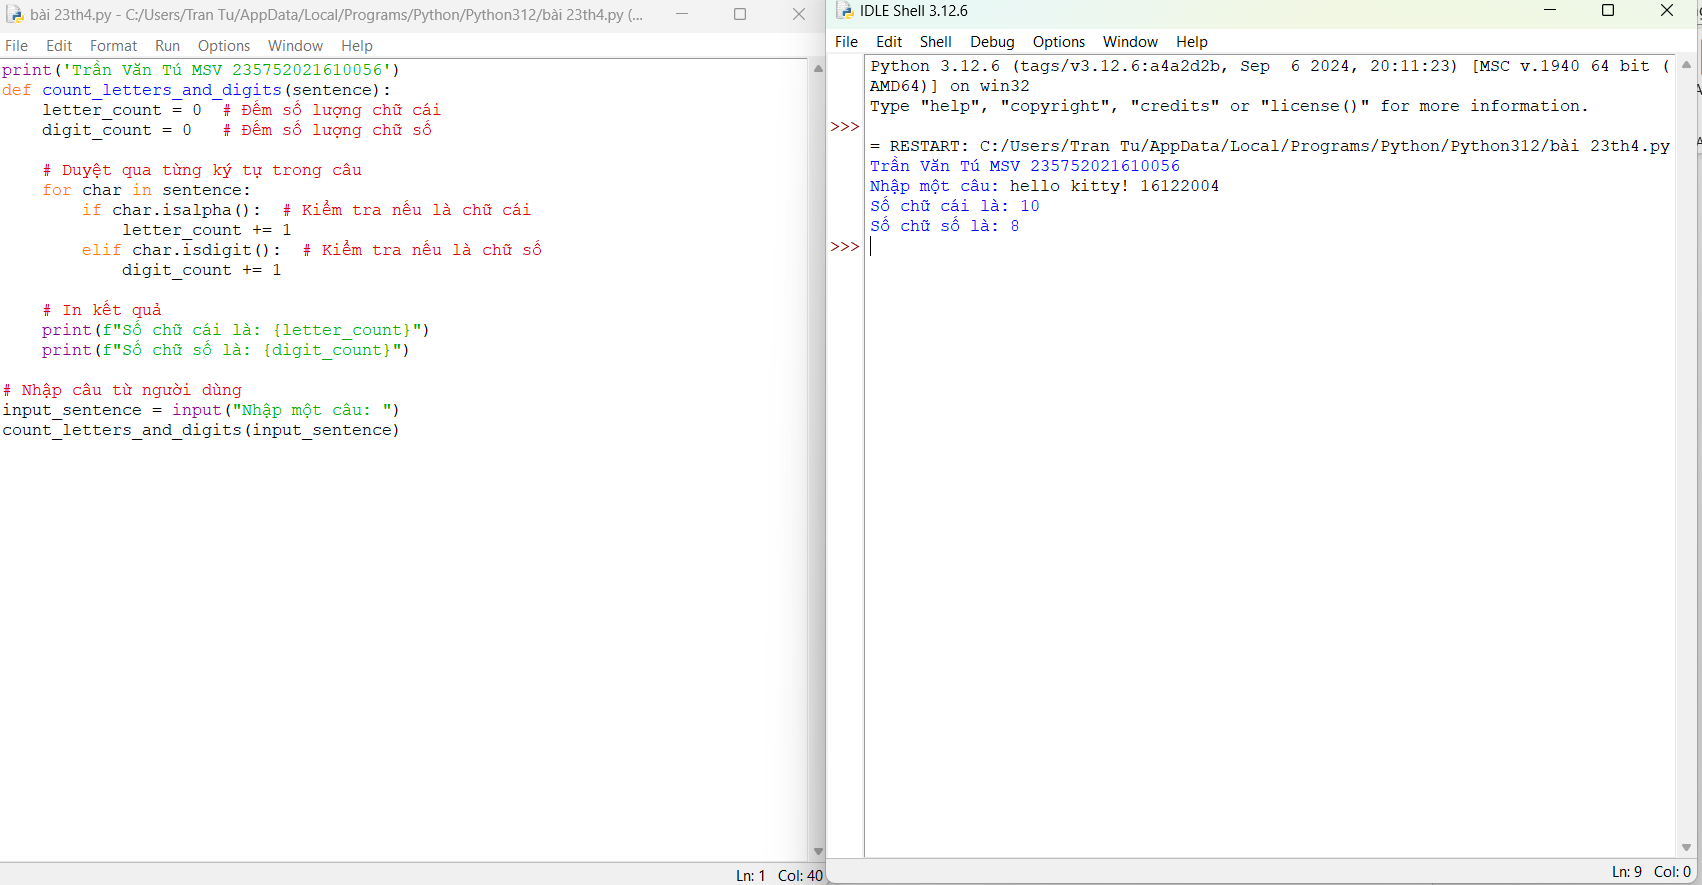 bài 23th4.py - C:/Users/Tran Tu/AppData/Local/Programs/Python/Python312/bài 23th4.py (...
File Edit Format Run Options Window Help
print('Trần Văn Tú MSV 235752021610056')
def count_letters_and_digits(sentence):
    letter_count = 0  # Đếm số lượng chữ cái
    digit_count = 0   # Đếm số lượng chữ số
    # Duyệt qua từng ký tự trong câu
    for char in sentence:
        if char.isalpha():  # Kiểm tra nếu là chữ cái
            letter_count += 1
        elif char.isdigit():  # Kiểm tra nếu là chữ số
            digit_count += 1
    # In kết quả
    print(f"Số chữ cái là: {letter_count}")
    print(f"Số chữ số là: {digit_count}")
# Nhập câu từ người dùng
input_sentence = input("Nhập một câu: ")
count_letters_and_digits(input_sentence)
Ln: 1 Col: 40
IDLE Shell 3.12.6
File Edit Shell Debug Options Window Help
Python 3.12.6 (tags/v3.12.6:a4a2d2b, Sep  6 2024, 20:11:23) [MSC v.1940 64 bit (
AMD64)] on win32
Type "help", "copyright", "credits" or "license()" for more information.
>>>
= RESTART: C:/Users/Tran Tu/AppData/Local/Programs/Python/Python312/bài 23th4.py
Trần Văn Tú MSV 235752021610056
Nhập một câu: hello kitty! 16122004
Số chữ cái là: 10
Số chữ số là: 8
>>>
Ln: 9 Col: 0